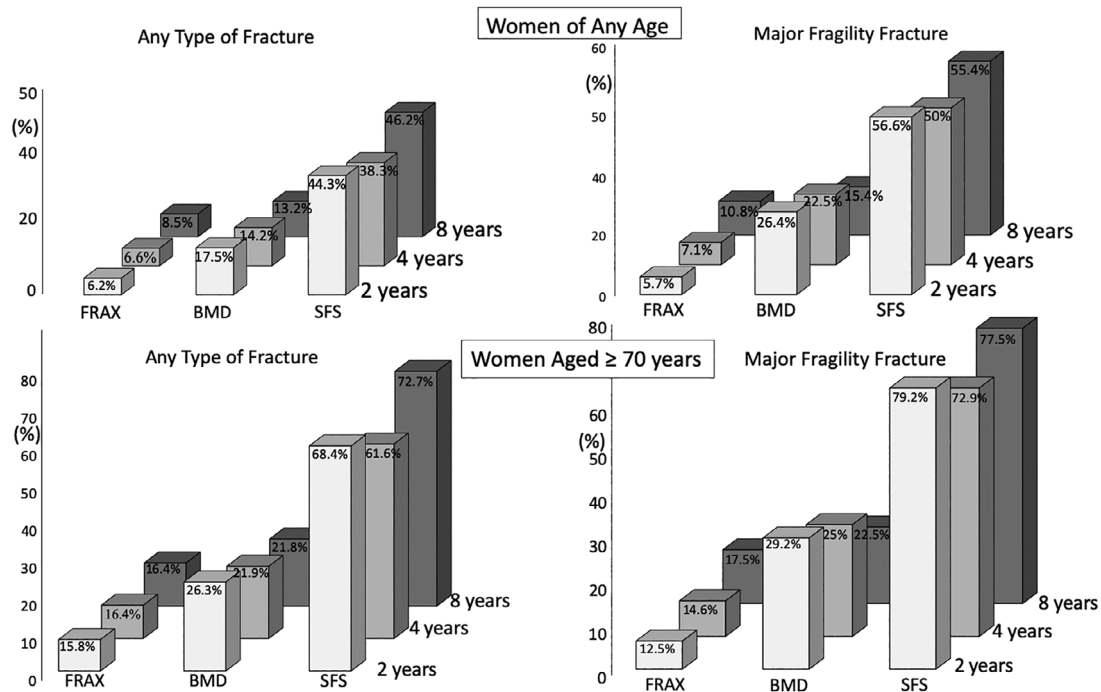 Women of Any Age
Any Type of Fracture
50
(%)
40
20
0
6.2%
6.6%
8.5%
17.5%
14.2%
13.2%
44.3%
38.3%
46.2%
8 years
4 years
2 years
FRAX
BMD
SFS
Major Fragility Fracture
60
(%)
50
40
20
0
5.7%
7.1%
10.8%
26.4%
22.5%
15.4%
56.6%
50%
55.4%
8 years
4 years
2 years
FRAX
BMD
SFS
Women Aged ≥ 70 years
Any Type of Fracture
80
70
(%)
60
50
40
30
20
10
0
15.8%
16.4%
16.4%
26.3%
21.9%
21.8%
68.4%
61.6%
72.7%
8 years
4 years
2 years
FRAX
BMD
SFS
Major Fragility Fracture
80
60
(%)
50
40
30
20
10
0
12.5%
14.6%
17.5%
29.2%
25%
22.5%
79.2%
72.9%
77.5%
8 years
4 years
2 years
FRAX
BMD
SFS